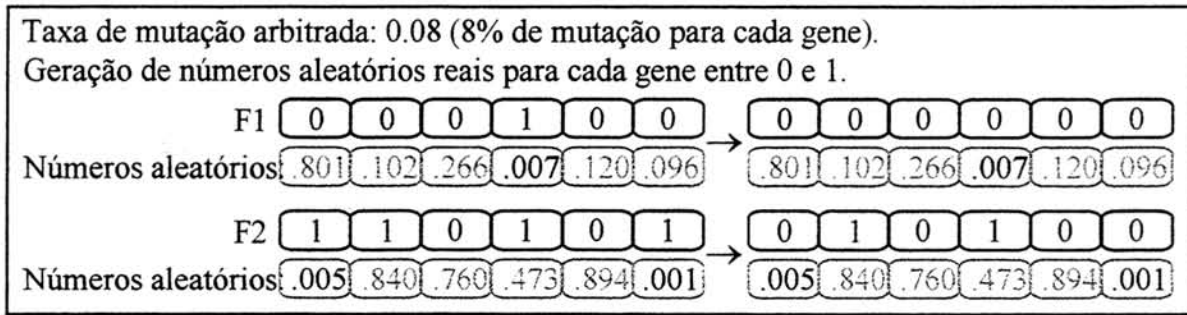 Taxa de mutação arbitrada: 0.08 (8% de mutação para cada gene).
Geração de números aleatórios reais para cada gene entre 0 e 1.
F1 0 0 0 1 0 0 → 0 0 0 0 0 0
Números aleatórios .801 .102 .266 .007 .120 .096 → .801 .102 .266 .007 .120 .096
F2 1 1 0 1 0 1 → 0 1 0 1 0 0
Números aleatórios .005 .840 .760 .473 .894 .001 → .005 .840 .760 .473 .894 .001